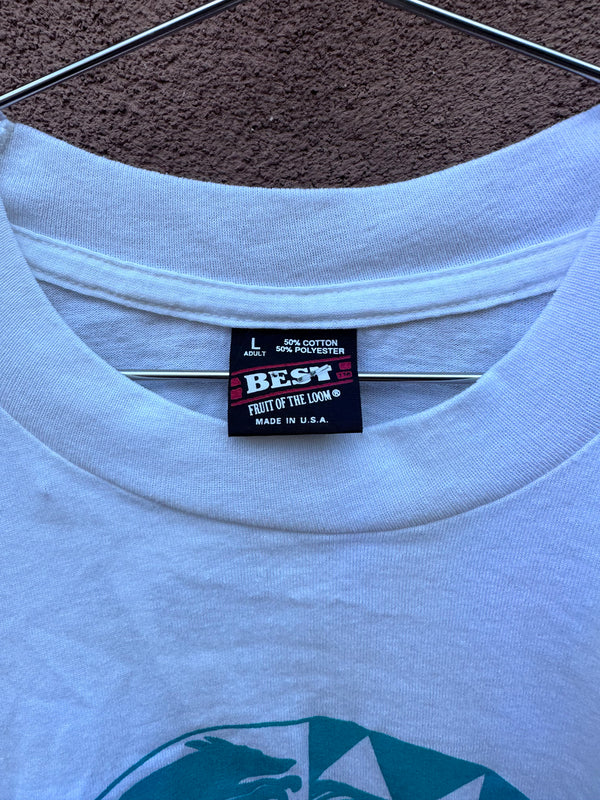 L
ADULT
50% COTTON
50% POLYESTER
BEST
FRUIT OF THE LOOM®
MADE IN U.S.A.